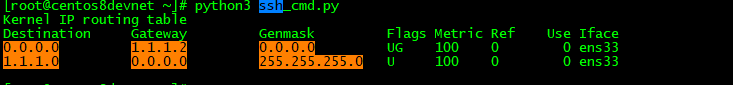 [root@centos8devnet ~]# python3 ssh_cmd.py
Kernel IP routing table
Destination     Gateway         Genmask         Flags Metric Ref    Use Iface
0.0.0.0         1.1.1.2         0.0.0.0         UG    100    0        0 ens33
1.1.1.0         0.0.0.0         255.255.255.0   U     100    0        0 ens33